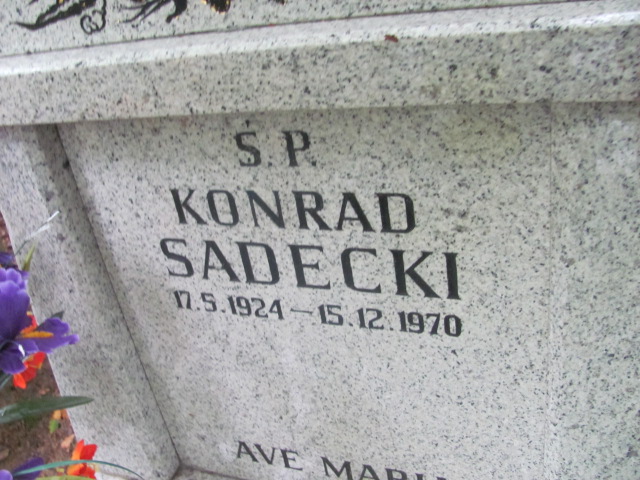 Ś.P.
KONRAD
SADECKI
17.5.1924–15.12.1970
AVE